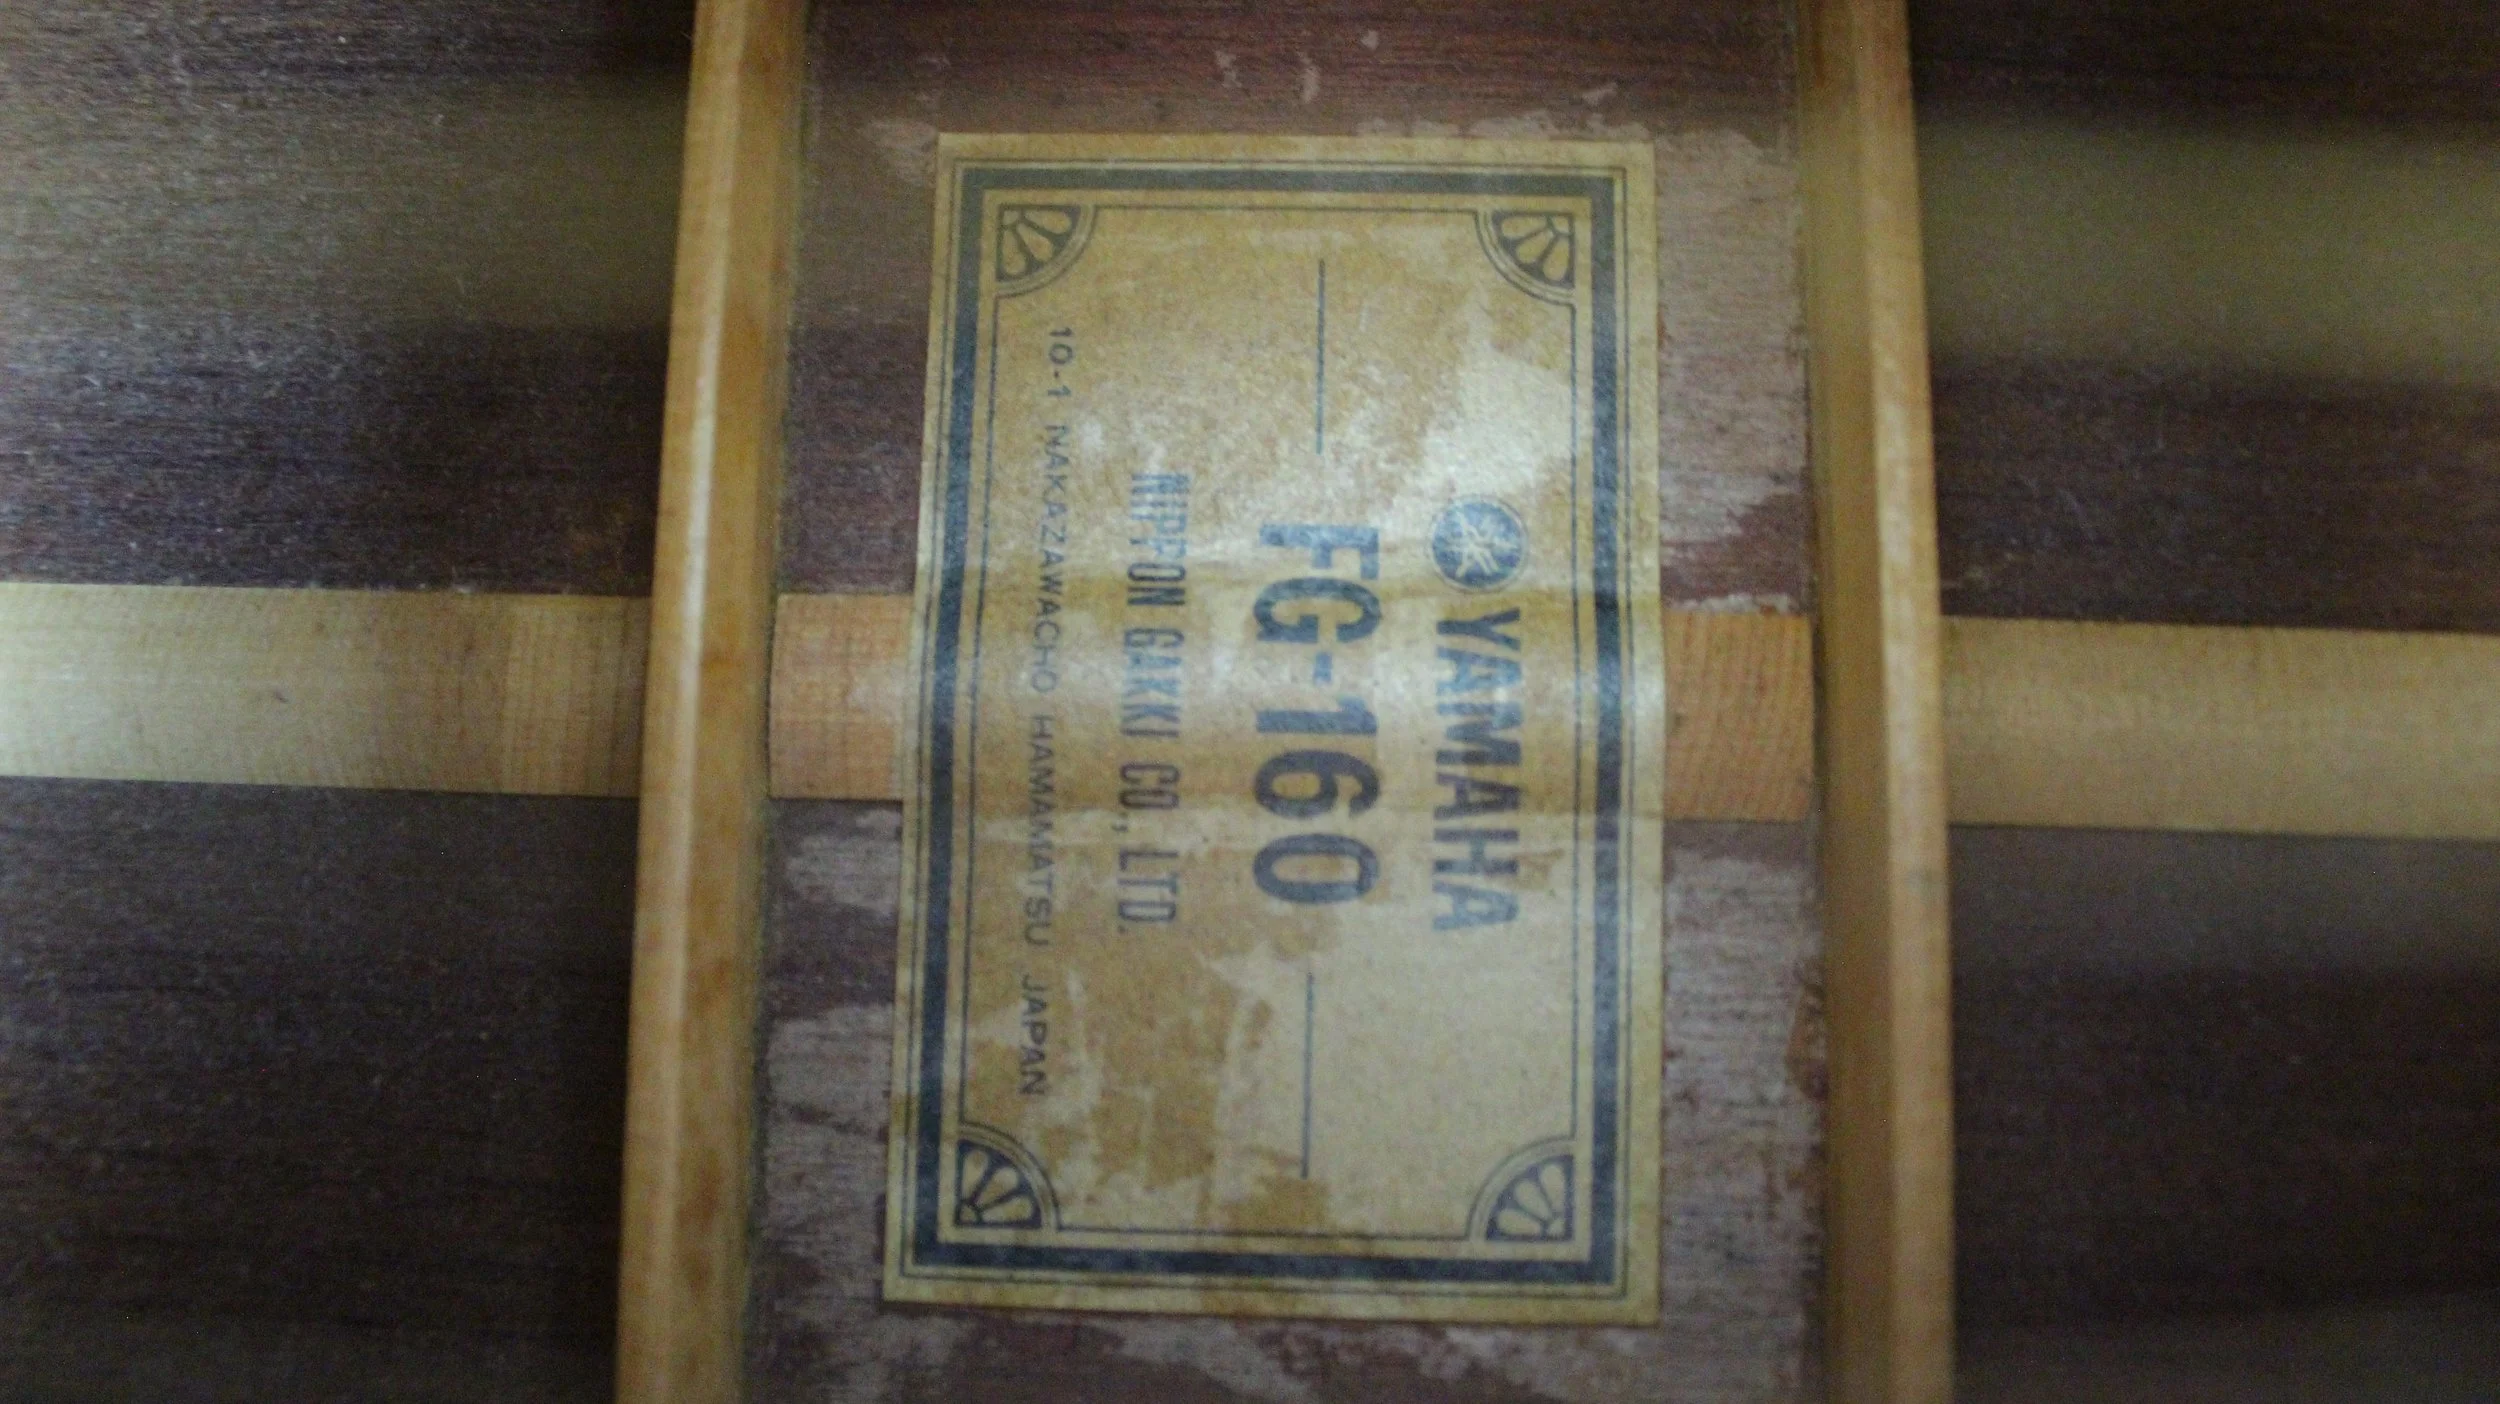 YAMAHA
FG-160
NIPPON GAKKI CO., LTD.
10-1 NAKAZAWACHO HAMAMATSU JAPAN